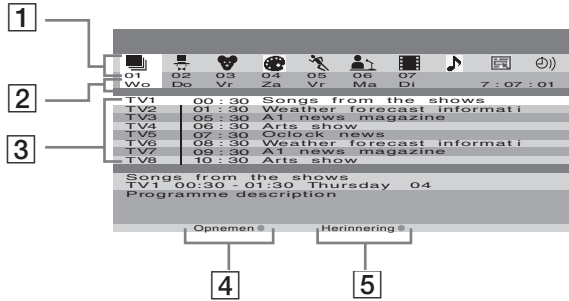 1
01 02 03 04 05 06 07
Wo Do Vr Za Vr Ma Di 7 : 07 : 01
2
TV1 00 : 30 Songs from the shows
TV2 01 : 30 Weather forecast informati
TV3 05 : 30 A1 news magazine
TV4 06 : 30 Arts show
TV5 07 : 30 Oclock news
TV6 08 : 30 Weather forecast informati
TV7 09 : 30 A1 news magazine
TV8 10 : 30 Arts show
3
Songs from the shows
TV1 00:30 - 01:30 Thursday 04
Programme description
Opnemen Herinnering
4 5